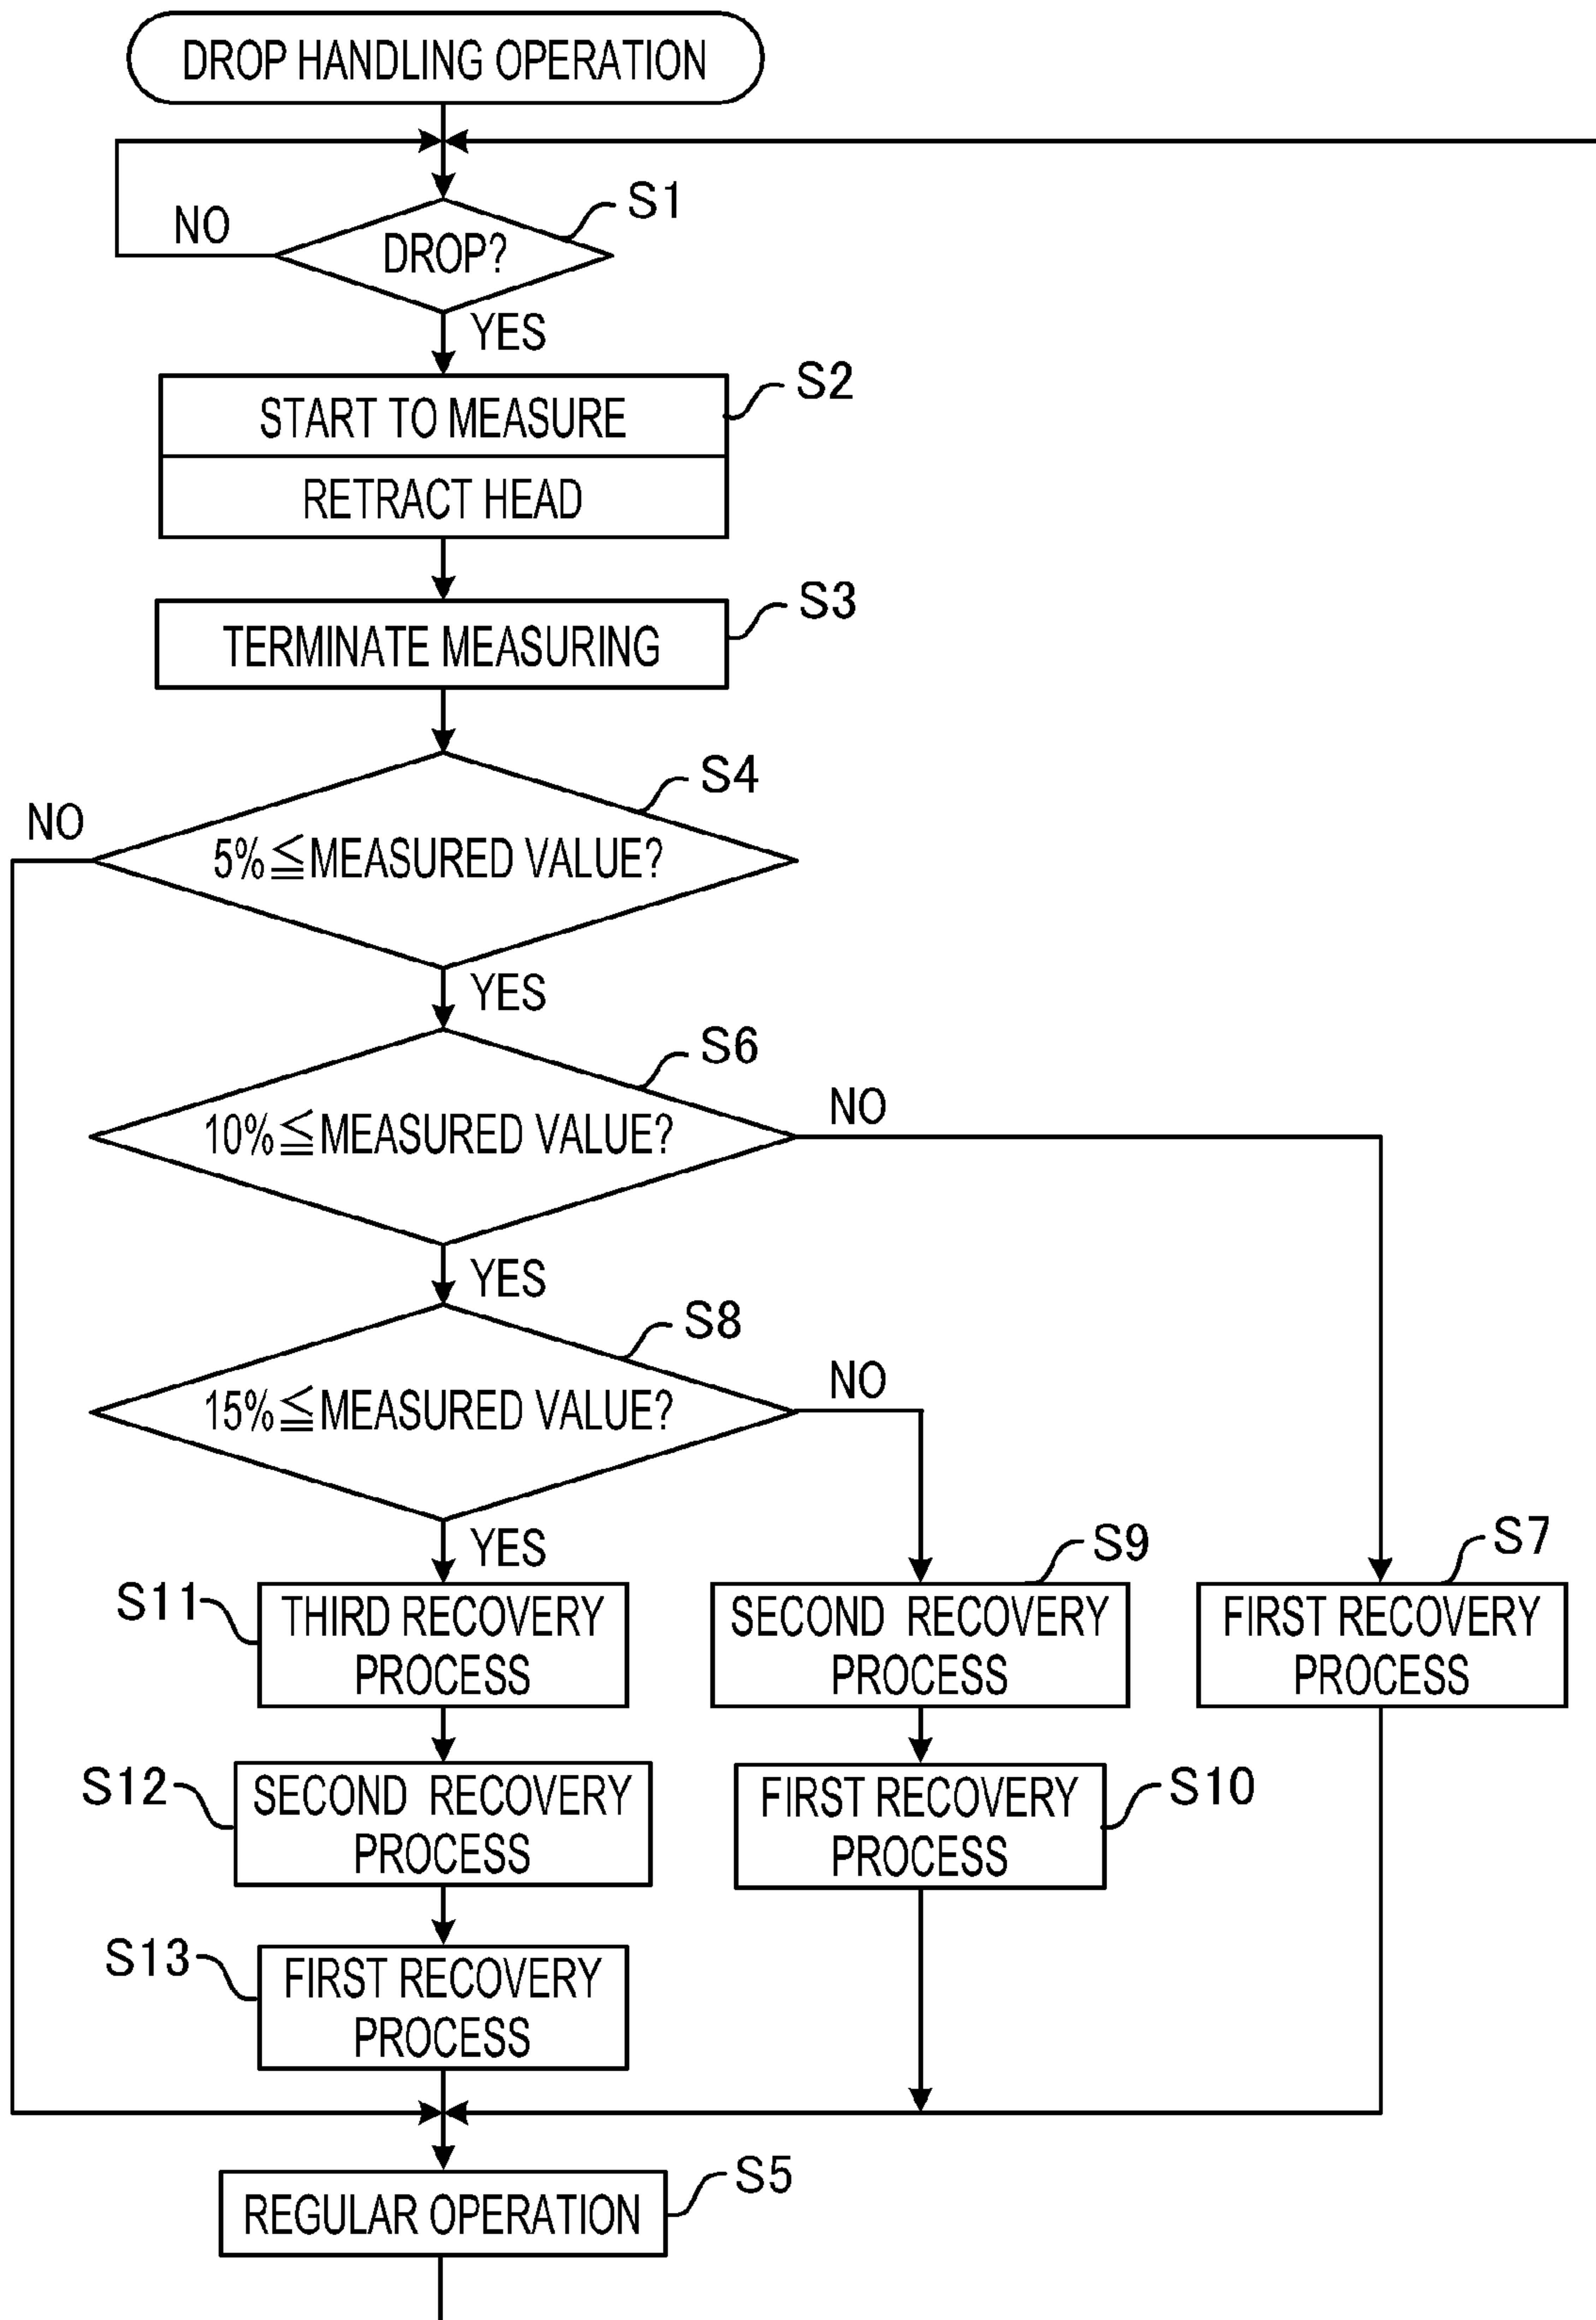 DROP HANDLING OPERATION
S1
NO
DROP?
YES
S2
START TO MEASURE
RETRACT HEAD
S3
TERMINATE MEASURING
S4
NO
5%≦MEASURED VALUE?
YES
S6
NO
10%≦MEASURED VALUE?
YES
S8
NO
15%≦MEASURED VALUE?
YES
S9
S7
S11
THIRD RECOVERY
PROCESS
SECOND RECOVERY
PROCESS
FIRST RECOVERY
PROCESS
S12
SECOND RECOVERY
PROCESS
FIRST RECOVERY
PROCESS
S10
S13
FIRST RECOVERY
PROCESS
S5
REGULAR OPERATION